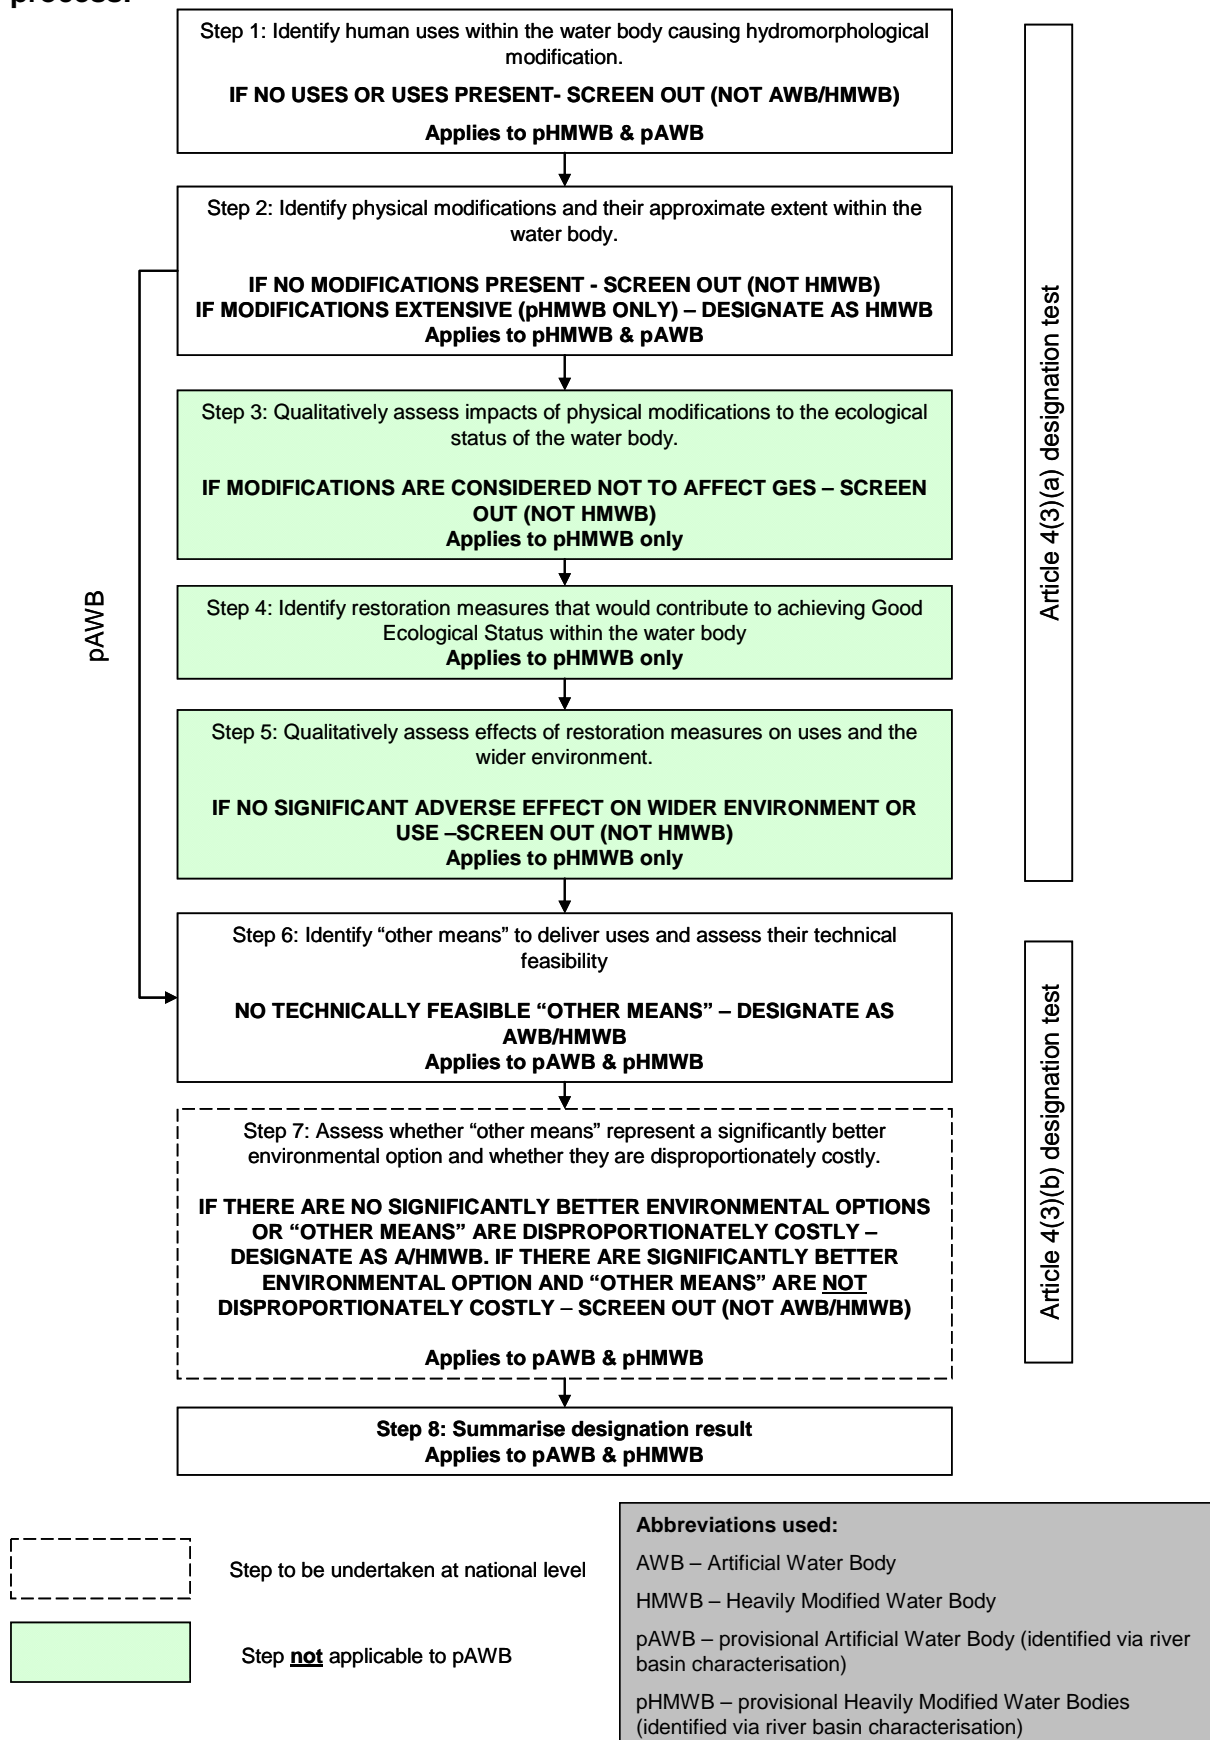 process.
Step 1: Identify human uses within the water body causing hydromorphological
modification.
IF NO USES OR USES PRESENT- SCREEN OUT (NOT AWB/HMWB)
Applies to pHMWB & pAWB
Step 2: Identify physical modifications and their approximate extent within the
water body.
IF NO MODIFICATIONS PRESENT - SCREEN OUT (NOT HMWB)
IF MODIFICATIONS EXTENSIVE (pHMWB ONLY) – DESIGNATE AS HMWB
Applies to pHMWB & pAWB
Step 3: Qualitatively assess impacts of physical modifications to the ecological
status of the water body.
IF MODIFICATIONS ARE CONSIDERED NOT TO AFFECT GES – SCREEN
OUT (NOT HMWB)
Applies to pHMWB only
Step 4: Identify restoration measures that would contribute to achieving Good
Ecological Status within the water body
Applies to pHMWB only
Step 5: Qualitatively assess effects of restoration measures on uses and the
wider environment.
IF NO SIGNIFICANT ADVERSE EFFECT ON WIDER ENVIRONMENT OR
USE –SCREEN OUT (NOT HMWB)
Applies to pHMWB only
Article 4(3)(a) designation test
pAWB
Step 6: Identify “other means” to deliver uses and assess their technical
feasibility
NO TECHNICALLY FEASIBLE “OTHER MEANS” – DESIGNATE AS
AWB/HMWB
Applies to pAWB & pHMWB
Step 7: Assess whether “other means” represent a significantly better
environmental option and whether they are disproportionately costly.
IF THERE ARE NO SIGNIFICANTLY BETTER ENVIRONMENTAL OPTIONS
OR “OTHER MEANS” ARE DISPROPORTIONATELY COSTLY –
DESIGNATE AS A/HMWB. IF THERE ARE SIGNIFICANTLY BETTER
ENVIRONMENTAL OPTION AND “OTHER MEANS” ARE NOT
DISPROPORTIONATELY COSTLY – SCREEN OUT (NOT AWB/HMWB)
Applies to pAWB & pHMWB
Article 4(3)(b) designation test
Step 8: Summarise designation result
Applies to pAWB & pHMWB
Step to be undertaken at national level
Step not applicable to pAWB
Abbreviations used:
AWB – Artificial Water Body
HMWB – Heavily Modified Water Body
pAWB – provisional Artificial Water Body (identified via river
basin characterisation)
pHMWB – provisional Heavily Modified Water Bodies
(identified via river basin characterisation)